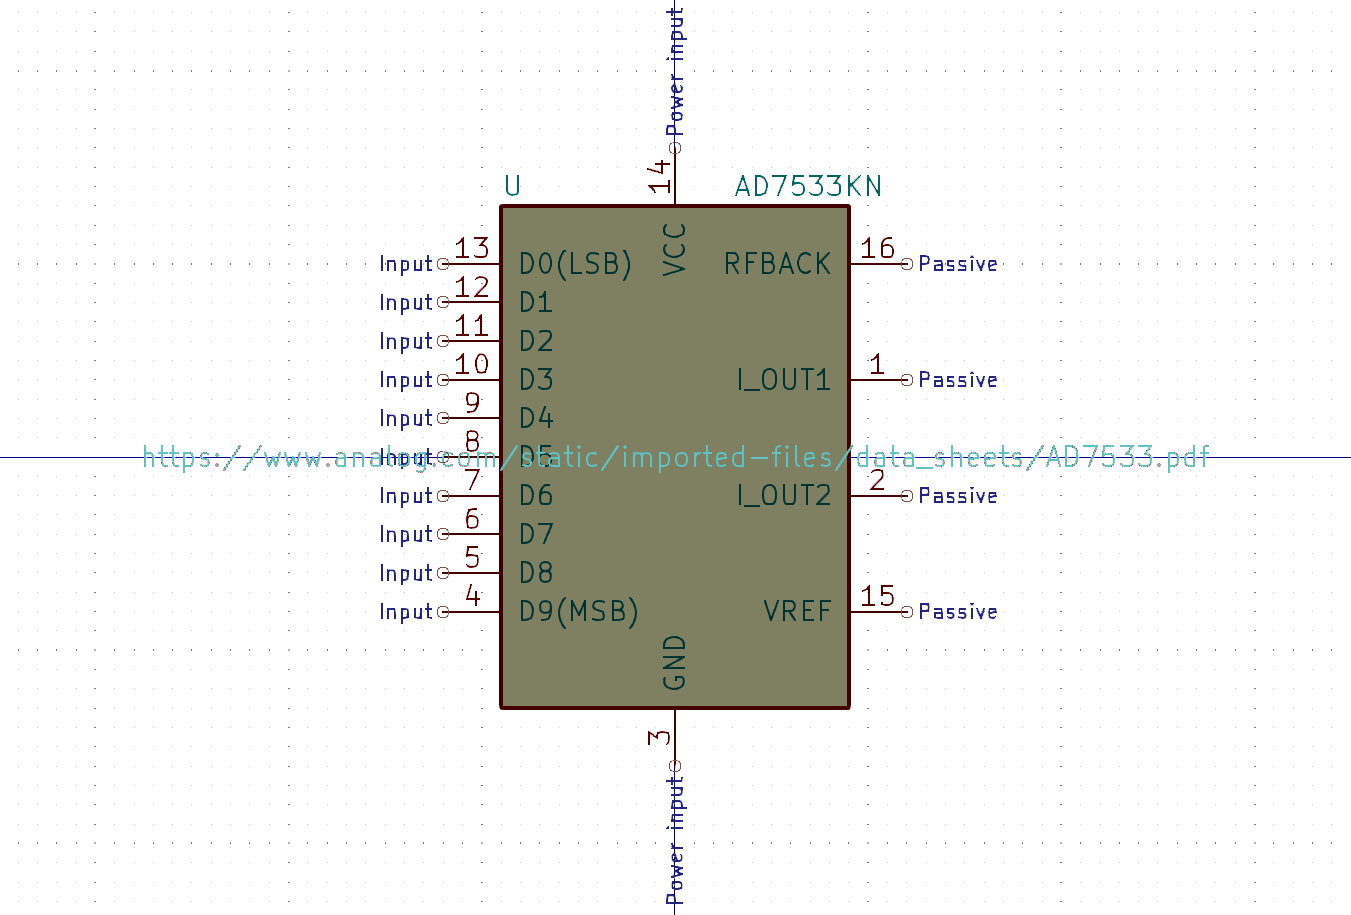 Power input
14
U AD7533KN
VCC
Input 13 D0(LSB) RFBACK 16 Passive
Input 12 D1
Input 11 D2
Input 10 D3 I_OUT1 1 Passive
Input 9 D4
Input 8 D5
https://www.analog.com/static/imported-files/data_sheets/AD7533.pdf
Input 7 D6 I_OUT2 2 Passive
Input 6 D7
Input 5 D8
Input 4 D9(MSB) VREF 15 Passive
GND
3
Power input